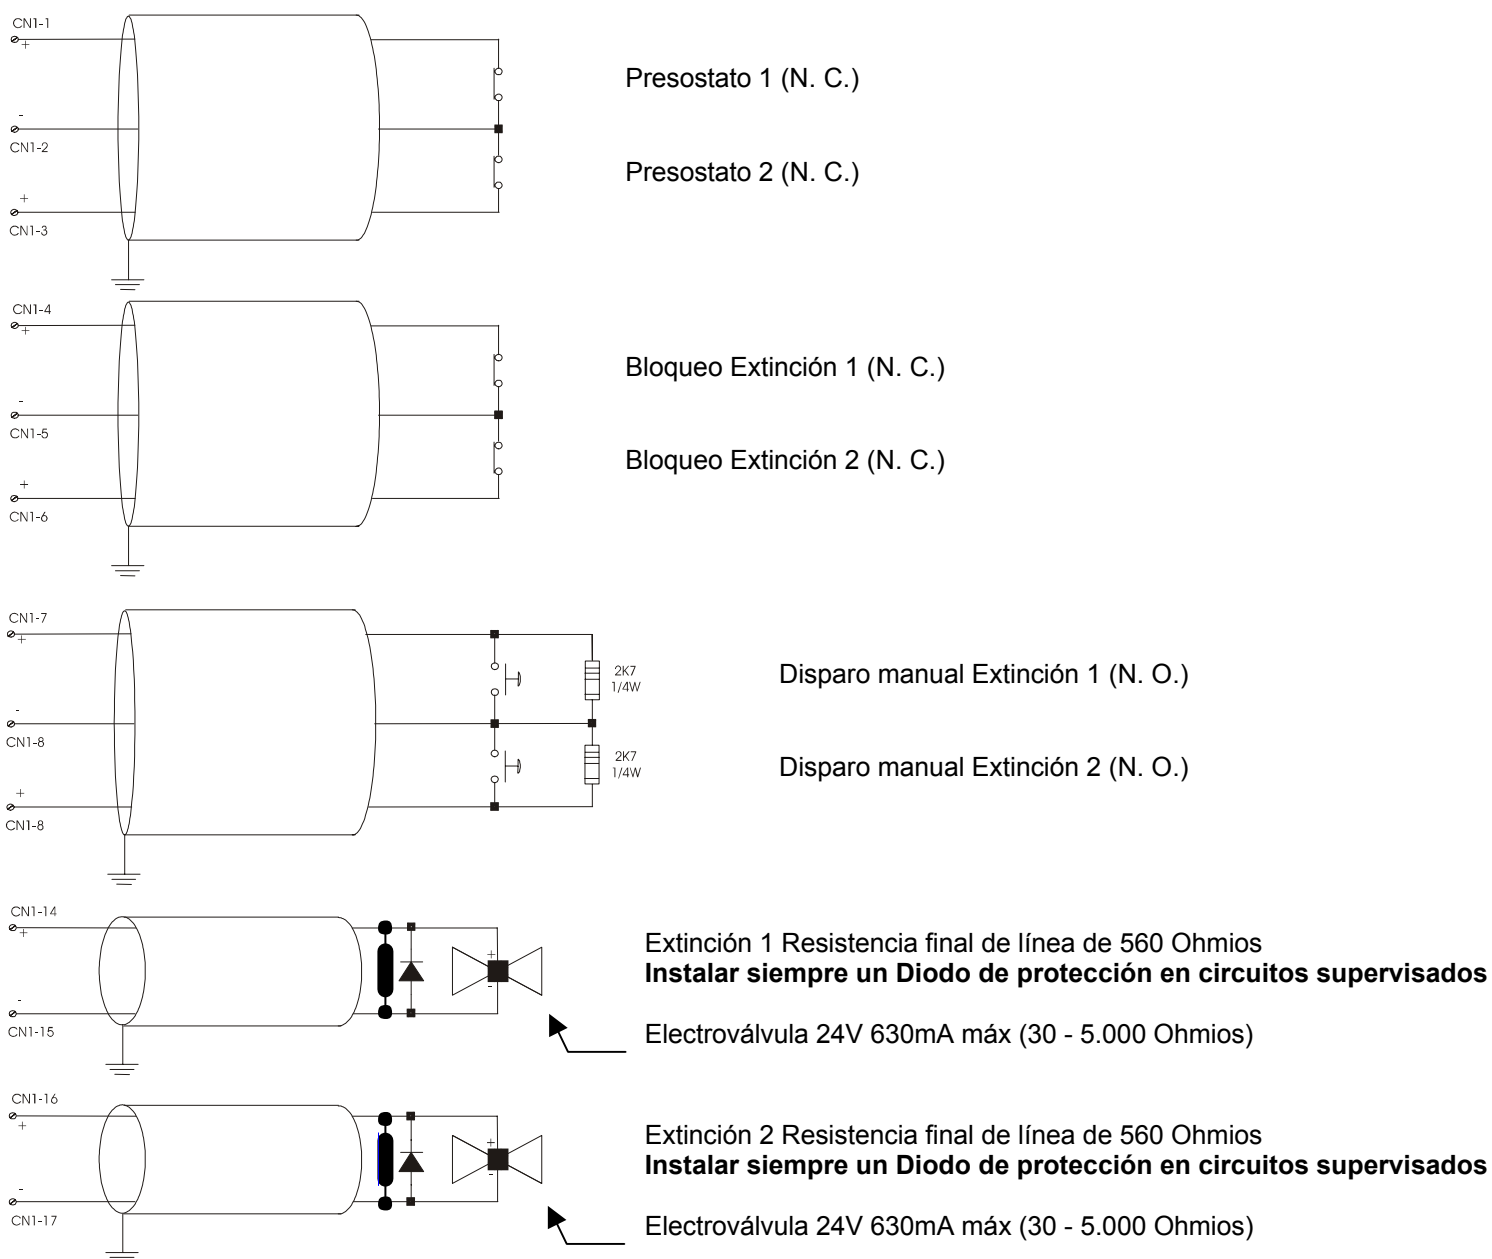 CN1-1
+
Presostato 1 (N. C.)
-
CN1-2
Presostato 2 (N. C.)
+
CN1-3
CN1-4
+
Bloqueo Extinción 1 (N. C.)
-
CN1-5
Bloqueo Extinción 2 (N. C.)
+
CN1-6
CN1-7
+
2K7
1/4W
Disparo manual Extinción 1 (N. O.)
-
CN1-8
2K7
1/4W
Disparo manual Extinción 2 (N. O.)
+
CN1-8
CN1-14
+
+
-
Extinción 1 Resistencia final de línea de 560 Ohmios
Instalar siempre un Diodo de protección en circuitos supervisados
-
CN1-15
Electroválvula 24V 630mA máx (30 - 5.000 Ohmios)
CN1-16
+
+
-
Extinción 2 Resistencia final de línea de 560 Ohmios
Instalar siempre un Diodo de protección en circuitos supervisados
-
CN1-17
Electroválvula 24V 630mA máx (30 - 5.000 Ohmios)